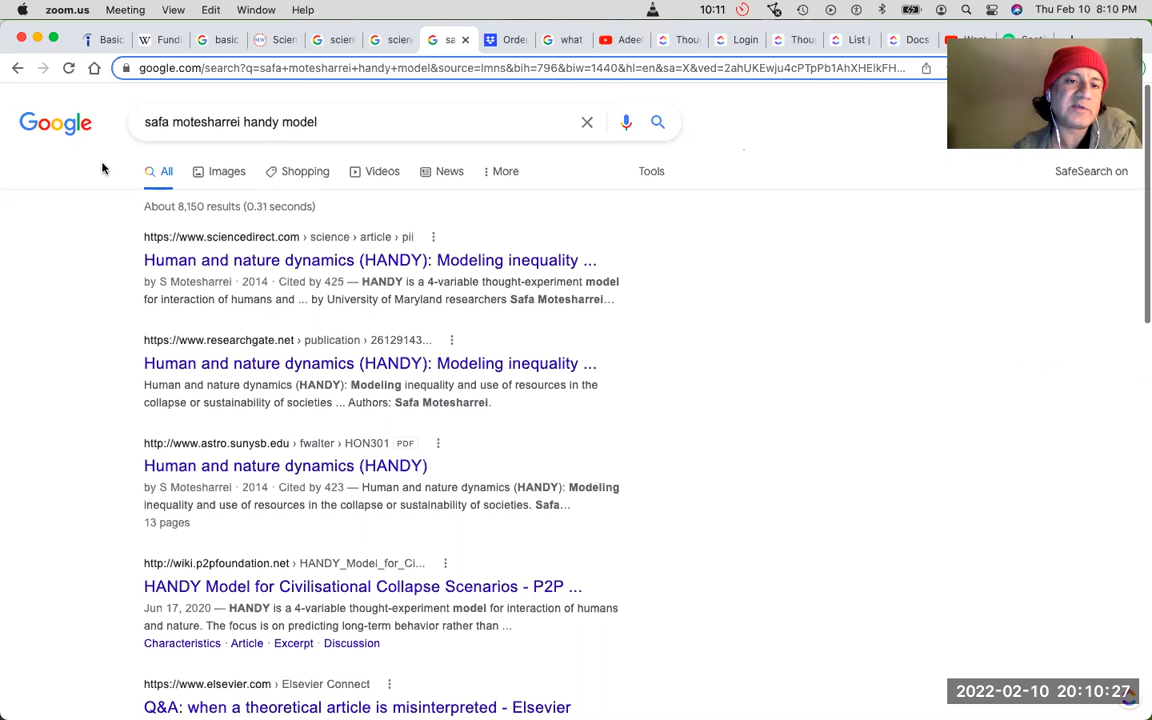 zoom.us Meeting View Edit Window Help 10:11 Thu Feb 10 8:10 PM
Basic Fundi basic Scien scien scien sa Orde what Adeel Thou Login Thou List Docs
google.com/search?q=safa+motesharrei+handy+model&source=lmns&bih=796&biw=1440&hl=en&sa=X&ved=2ahUKEwju4cPTpPb1AhXHElkFH...
Google
safa motesharrei handy model
All Images Shopping Videos News More Tools SafeSearch on
About 8,150 results (0.31 seconds)
https://www.sciencedirect.com › science › article › pii
Human and nature dynamics (HANDY): Modeling inequality ...
by S Motesharrei · 2014 · Cited by 425 — HANDY is a 4-variable thought-experiment model
for interaction of humans and ... by University of Maryland researchers Safa Motesharrei...
https://www.researchgate.net › publication › 26129143...
Human and nature dynamics (HANDY): Modeling inequality ...
Human and nature dynamics (HANDY): Modeling inequality and use of resources in the
collapse or sustainability of societies ... Authors: Safa Motesharrei.
http://www.astro.sunysb.edu › fwalter › HON301 PDF
Human and nature dynamics (HANDY)
by S Motesharrei · 2014 · Cited by 423 — Human and nature dynamics (HANDY): Modeling
inequality and use of resources in the collapse or sustainability of societies. Safa...
13 pages
http://wiki.p2pfoundation.net › HANDY_Model_for_Ci...
HANDY Model for Civilisational Collapse Scenarios - P2P ...
Jun 17, 2020 — HANDY is a 4-variable thought-experiment model for interaction of humans
and nature. The focus is on predicting long-term behavior rather than ...
Characteristics · Article · Excerpt · Discussion
https://www.elsevier.com › Elsevier Connect
Q&A: when a theoretical article is misinterpreted - Elsevier
2022-02-10 20:10:27